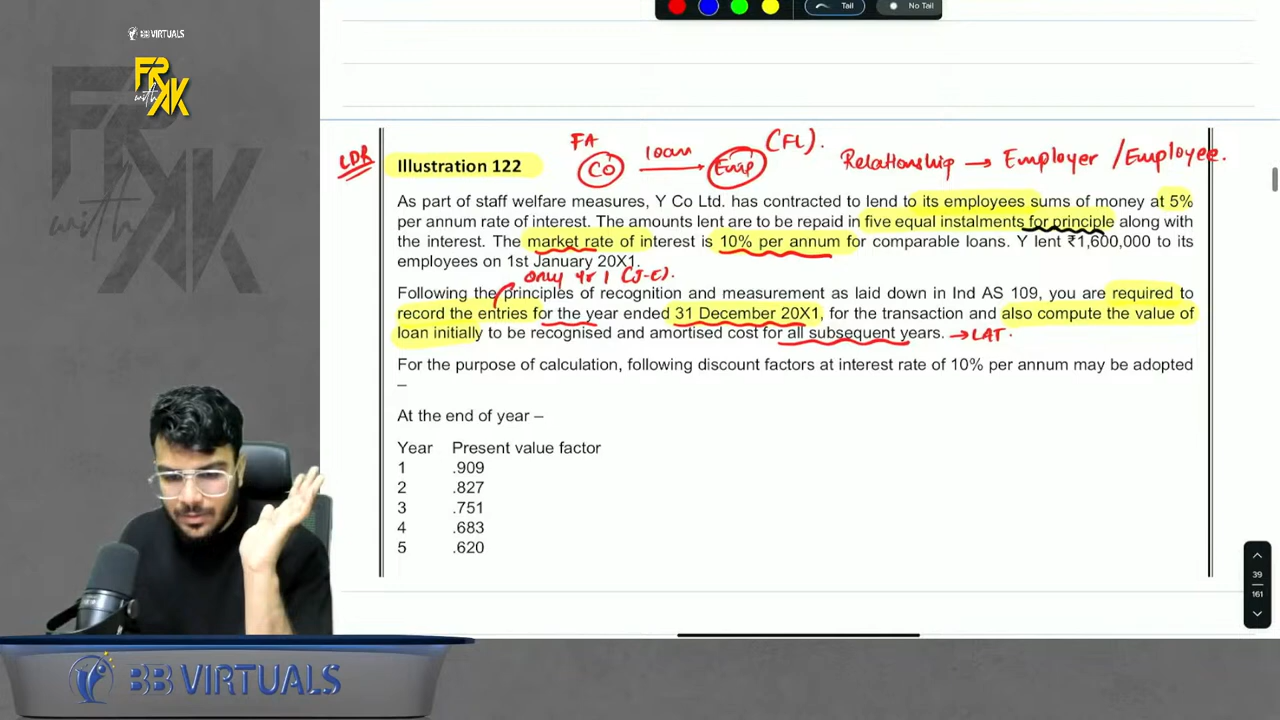 Tail
No Tail
BB VIRTUALS
FR
with
KK
FA
loan
(FL).
LDR
Illustration 122
Co
Emp
Relationship → Employer / Employee.
As part of staff welfare measures, Y Co Ltd. has contracted to lend to its employees sums of money at 5%
per annum rate of interest. The amounts lent are to be repaid in five equal instalments for principle along with
the interest. The market rate of interest is 10% per annum for comparable loans. Y lent ₹1,600,000 to its
employees on 1st January 20X1.
only yr 1 (J-E).
Following the principles of recognition and measurement as laid down in Ind AS 109, you are required to
record the entries for the year ended 31 December 20X1, for the transaction and also compute the value of
loan initially to be recognised and amortised cost for all subsequent years. → LAT.
For the purpose of calculation, following discount factors at interest rate of 10% per annum may be adopted
–
At the end of year –
Year Present value factor
1 .909
2 .827
3 .751
4 .683
5 .620
39
161
BB VIRTUALS